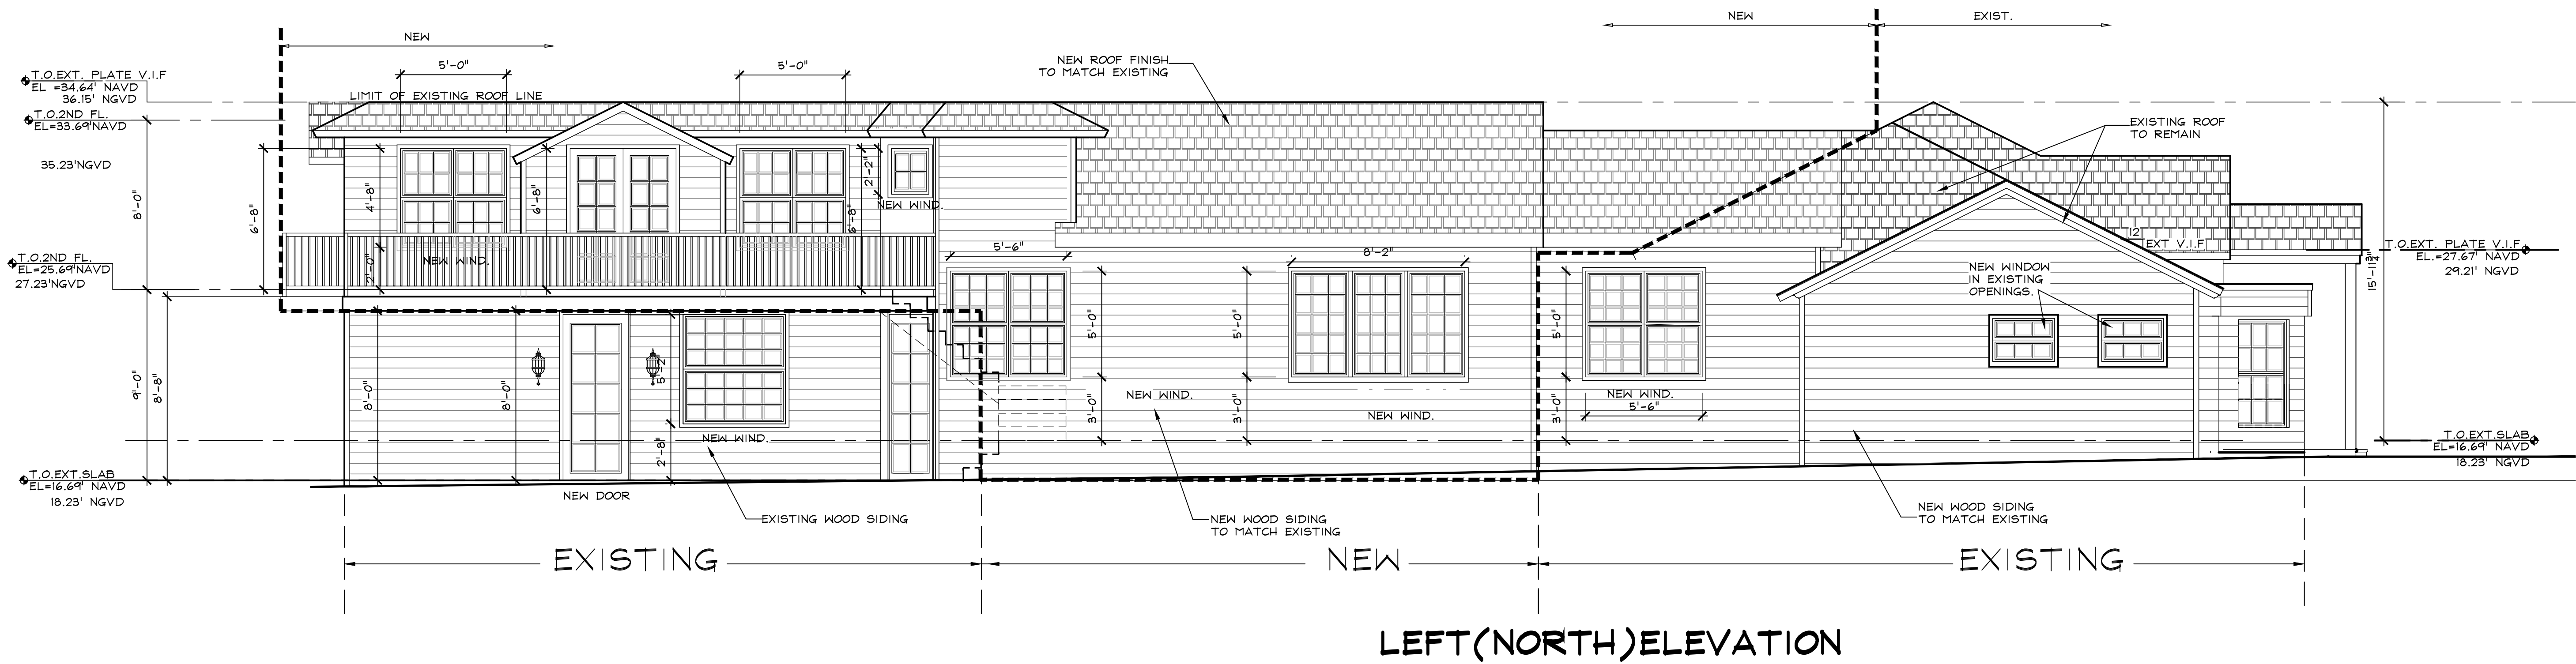 NEW
NEW
EXIST.
5'-0"
5'-0"
NEW ROOF FINISH
TO MATCH EXISTING
T.O.EXT. PLATE V.I.F
EL =34.64' NAVD
36.15' NGVD
LIMIT OF EXISTING ROOF LINE
T.O.2ND FL.
EL=33.69'NAVD
35.23'NGVD
EXISTING ROOF
TO REMAIN
8'-0"
6'-8"
4'-8"
6'-8"
6'-8"
2'-2"
NEW WIND.
2'-0"
NEW WIND.
5'-6"
8'-2"
12
EXT V.I.F
T.O.EXT. PLATE V.I.F.
EL.=27.67' NAVD
29.21' NGVD
T.O.2ND FL.
EL=25.69'NAVD
27.23'NGVD
NEW WINDOW
IN EXISTING
OPENINGS.
9'-0"
8'-8"
8'-0"
8'-0"
5'-2"
2'-8"
5'-0"
3'-0"
5'-0"
3'-0"
5'-0"
3'-0"
NEW WIND.
NEW WIND.
NEW WIND.
NEW WIND.
5'-6"
T.O.EXT.SLAB
EL=16.69' NAVD
18.23' NGVD
T.O.EXT.SLAB
EL=16.69' NAVD
18.23' NGVD
NEW DOOR
EXISTING WOOD SIDING
NEW WOOD SIDING
TO MATCH EXISTING
NEW WOOD SIDING
TO MATCH EXISTING
EXISTING
NEW
EXISTING
LEFT(NORTH)ELEVATION